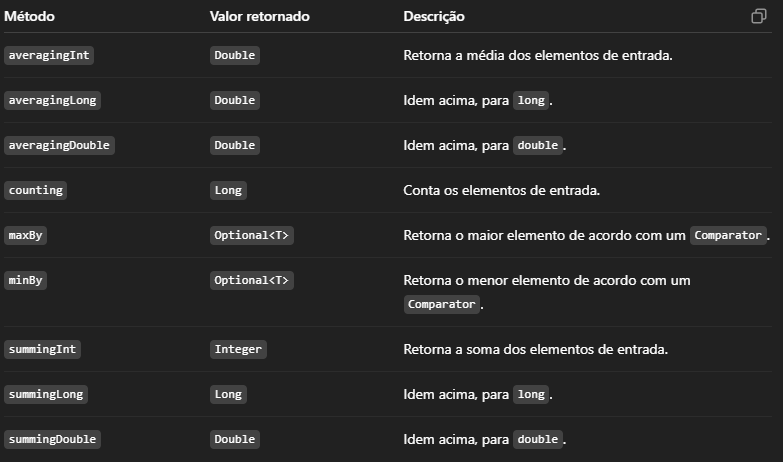 Método Valor retornado Descrição
averagingInt Double Retorna a média dos elementos de entrada.
averagingLong Double Idem acima, para long.
averagingDouble Double Idem acima, para double.
counting Long Conta os elementos de entrada.
maxBy Optional<T> Retorna o maior elemento de acordo com um Comparator.
minBy Optional<T> Retorna o menor elemento de acordo com um
Comparator.
summingInt Integer Retorna a soma dos elementos de entrada.
summingLong Long Idem acima, para long.
summingDouble Double Idem acima, para double.